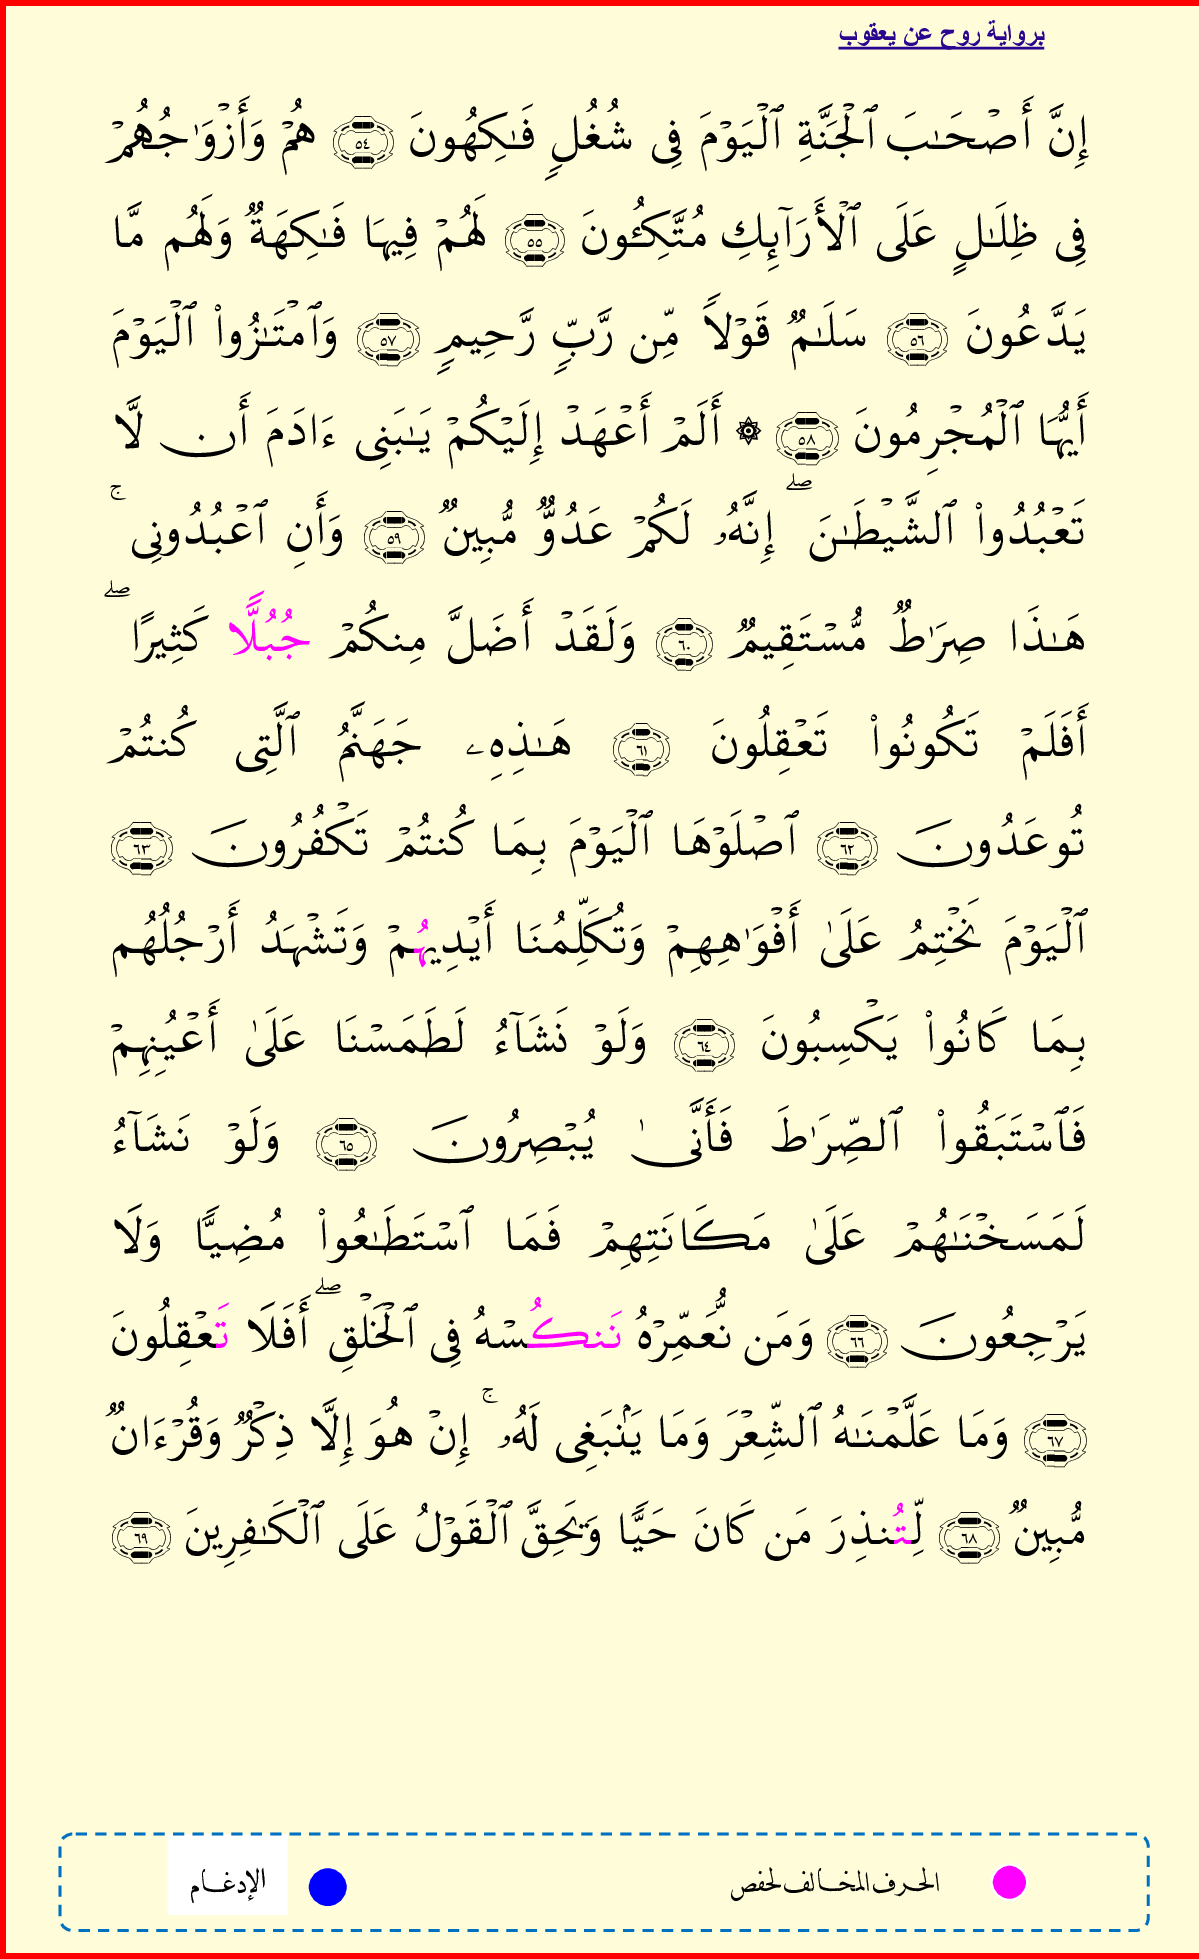 برواية روح عن يعقوب
إِنَّ أَصۡحَٰبَ ٱلۡجَنَّةِ ٱلۡيَوۡمَ فِي شُغُلٖ فَٰكِهُونَ ٥٤ هُمۡ وَأَزۡوَٰجُهُمۡ
فِي ظِلَٰلٍ عَلَى ٱلۡأَرَآئِكِ مُتَّكِـُٔونَ ٥٥ لَهُمۡ فِيهَا فَٰكِهَةٞ وَلَهُم مَّا
يَدَّعُونَ ٥٦ سَلَٰمٞ قَوۡلٗا مِّن رَّبّٖ رَّحِيمٖ ٥٧ وَٱمۡتَٰزُواْ ٱلۡيَوۡمَ
أَيُّهَا ٱلۡمُجۡرِمُونَ ٥٨ ۞ أَلَمۡ أَعۡهَدۡ إِلَيۡكُمۡ يَٰبَنِيٓ ءَادَمَ أَن لَّا
تَعۡبُدُواْ ٱلشَّيۡطَٰنَۖ إِنَّهُۥ لَكُمۡ عَدُوّٞ مُّبِينٞ ٥٩ وَأَنِ ٱعۡبُدُونِيۚ
هَٰذَا صِرَٰطٞ مُّسۡتَقِيمٞ ٦٠ وَلَقَدۡ أَضَلَّ مِنكُمۡ جُبُلّٗا كَثِيرًاۖ
أَفَلَمۡ تَكُونُواْ تَعۡقِلُونَ ٦١ هَٰذِهِۦ جَهَنَّمُ ٱلَّتِي كُنتُمۡ
تُوعَدُونَ ٦٢ ٱصۡلَوۡهَا ٱلۡيَوۡمَ بِمَا كُنتُمۡ تَكۡفُرُونَ ٦٣
ٱلۡيَوۡمَ نَخۡتِمُ عَلَىٰ أَفۡوَٰهِهِمۡ وَتُكَلِّمُنَا أَيۡدِيهُمۡ وَتَشۡهَدُ أَرۡجُلُهُم
بِمَا كَانُواْ يَكۡسِبُونَ ٦٤ وَلَوۡ نَشَآءُ لَطَمَسۡنَا عَلَىٰ أَعۡيُنِهِمۡ
فَٱسۡتَبَقُواْ ٱلصِّرَٰطَ فَأَنَّىٰ يُبۡصِرُونَ ٦٥ وَلَوۡ نَشَآءُ
لَمَسَخۡنَٰهُمۡ عَلَىٰ مَكَانَتِهِمۡ فَمَا ٱسۡتَطَٰعُواْ مُضِيّٗا وَلَا
يَرۡجِعُونَ ٦٦ وَمَن نُّعَمِّرۡهُ نَنكُسۡهُ فِي ٱلۡخَلۡقِۖ أَفَلَا تَعۡقِلُونَ
٦٧ وَمَا عَلَّمۡنَٰهُ ٱلشِّعۡرَ وَمَا يَنۢبَغِي لَهُۥۚ إِنۡ هُوَ إِلَّا ذِكۡرٞ وَقُرۡءَانٞ
مُّبِينٞ ٦٨ لِّتُنذِرَ مَن كَانَ حَيّٗا وَيَحِقَّ ٱلۡقَوۡلُ عَلَى ٱلۡكَٰفِرِينَ ٦٩
الحرف المخالف لحفص
الإدغام